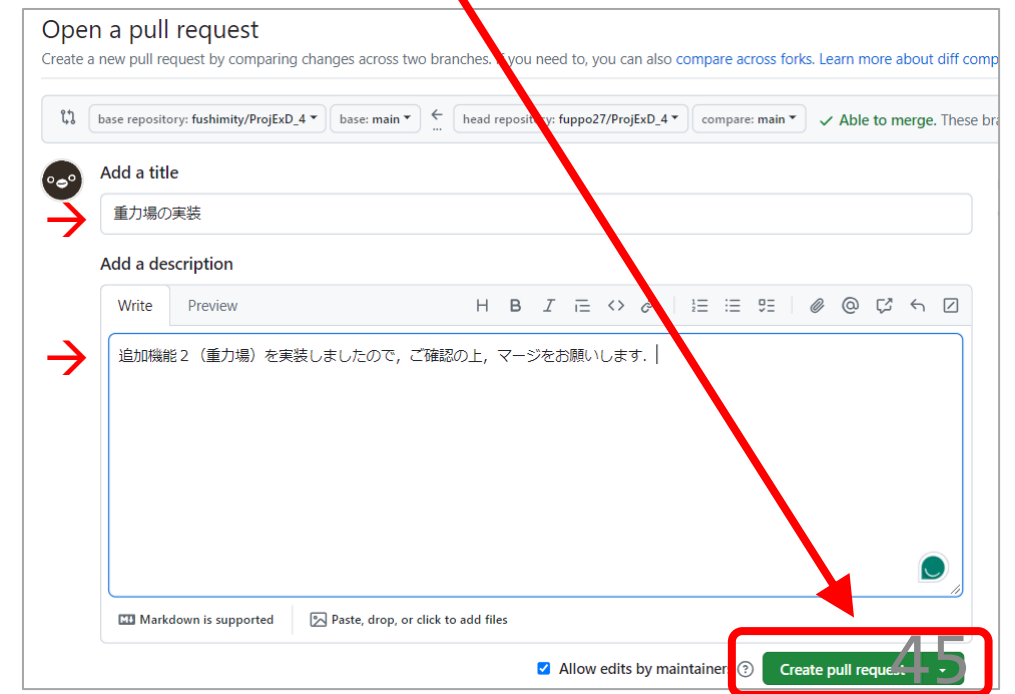 Open a pull request
Create a new pull request by comparing changes across two branches. If you need to, you can also compare across forks. Learn more about diff comp
base repository: fushimity/ProjExD_4 base: main ← ... head repository: fuppo27/ProjExD_4 compare: main ✓ Able to merge. These bra
Add a title
→ 重力場の実装
Add a description
Write Preview H B I <> @
→ 追加機能２（重力場）を実装しましたので，ご確認の上，マージをお願いします．
Markdown is supported Paste, drop, or click to add files
Allow edits by maintainer ? Create pull request
45